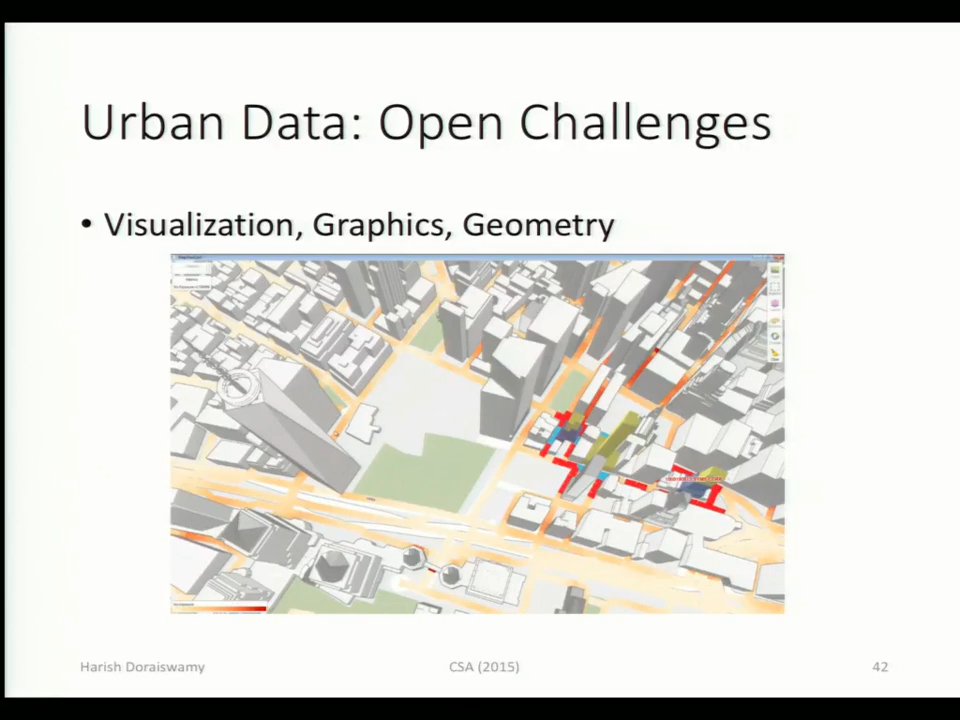 Urban Data: Open Challenges
• Visualization, Graphics, Geometry
Harish Doraiswamy
CSA (2015)
42